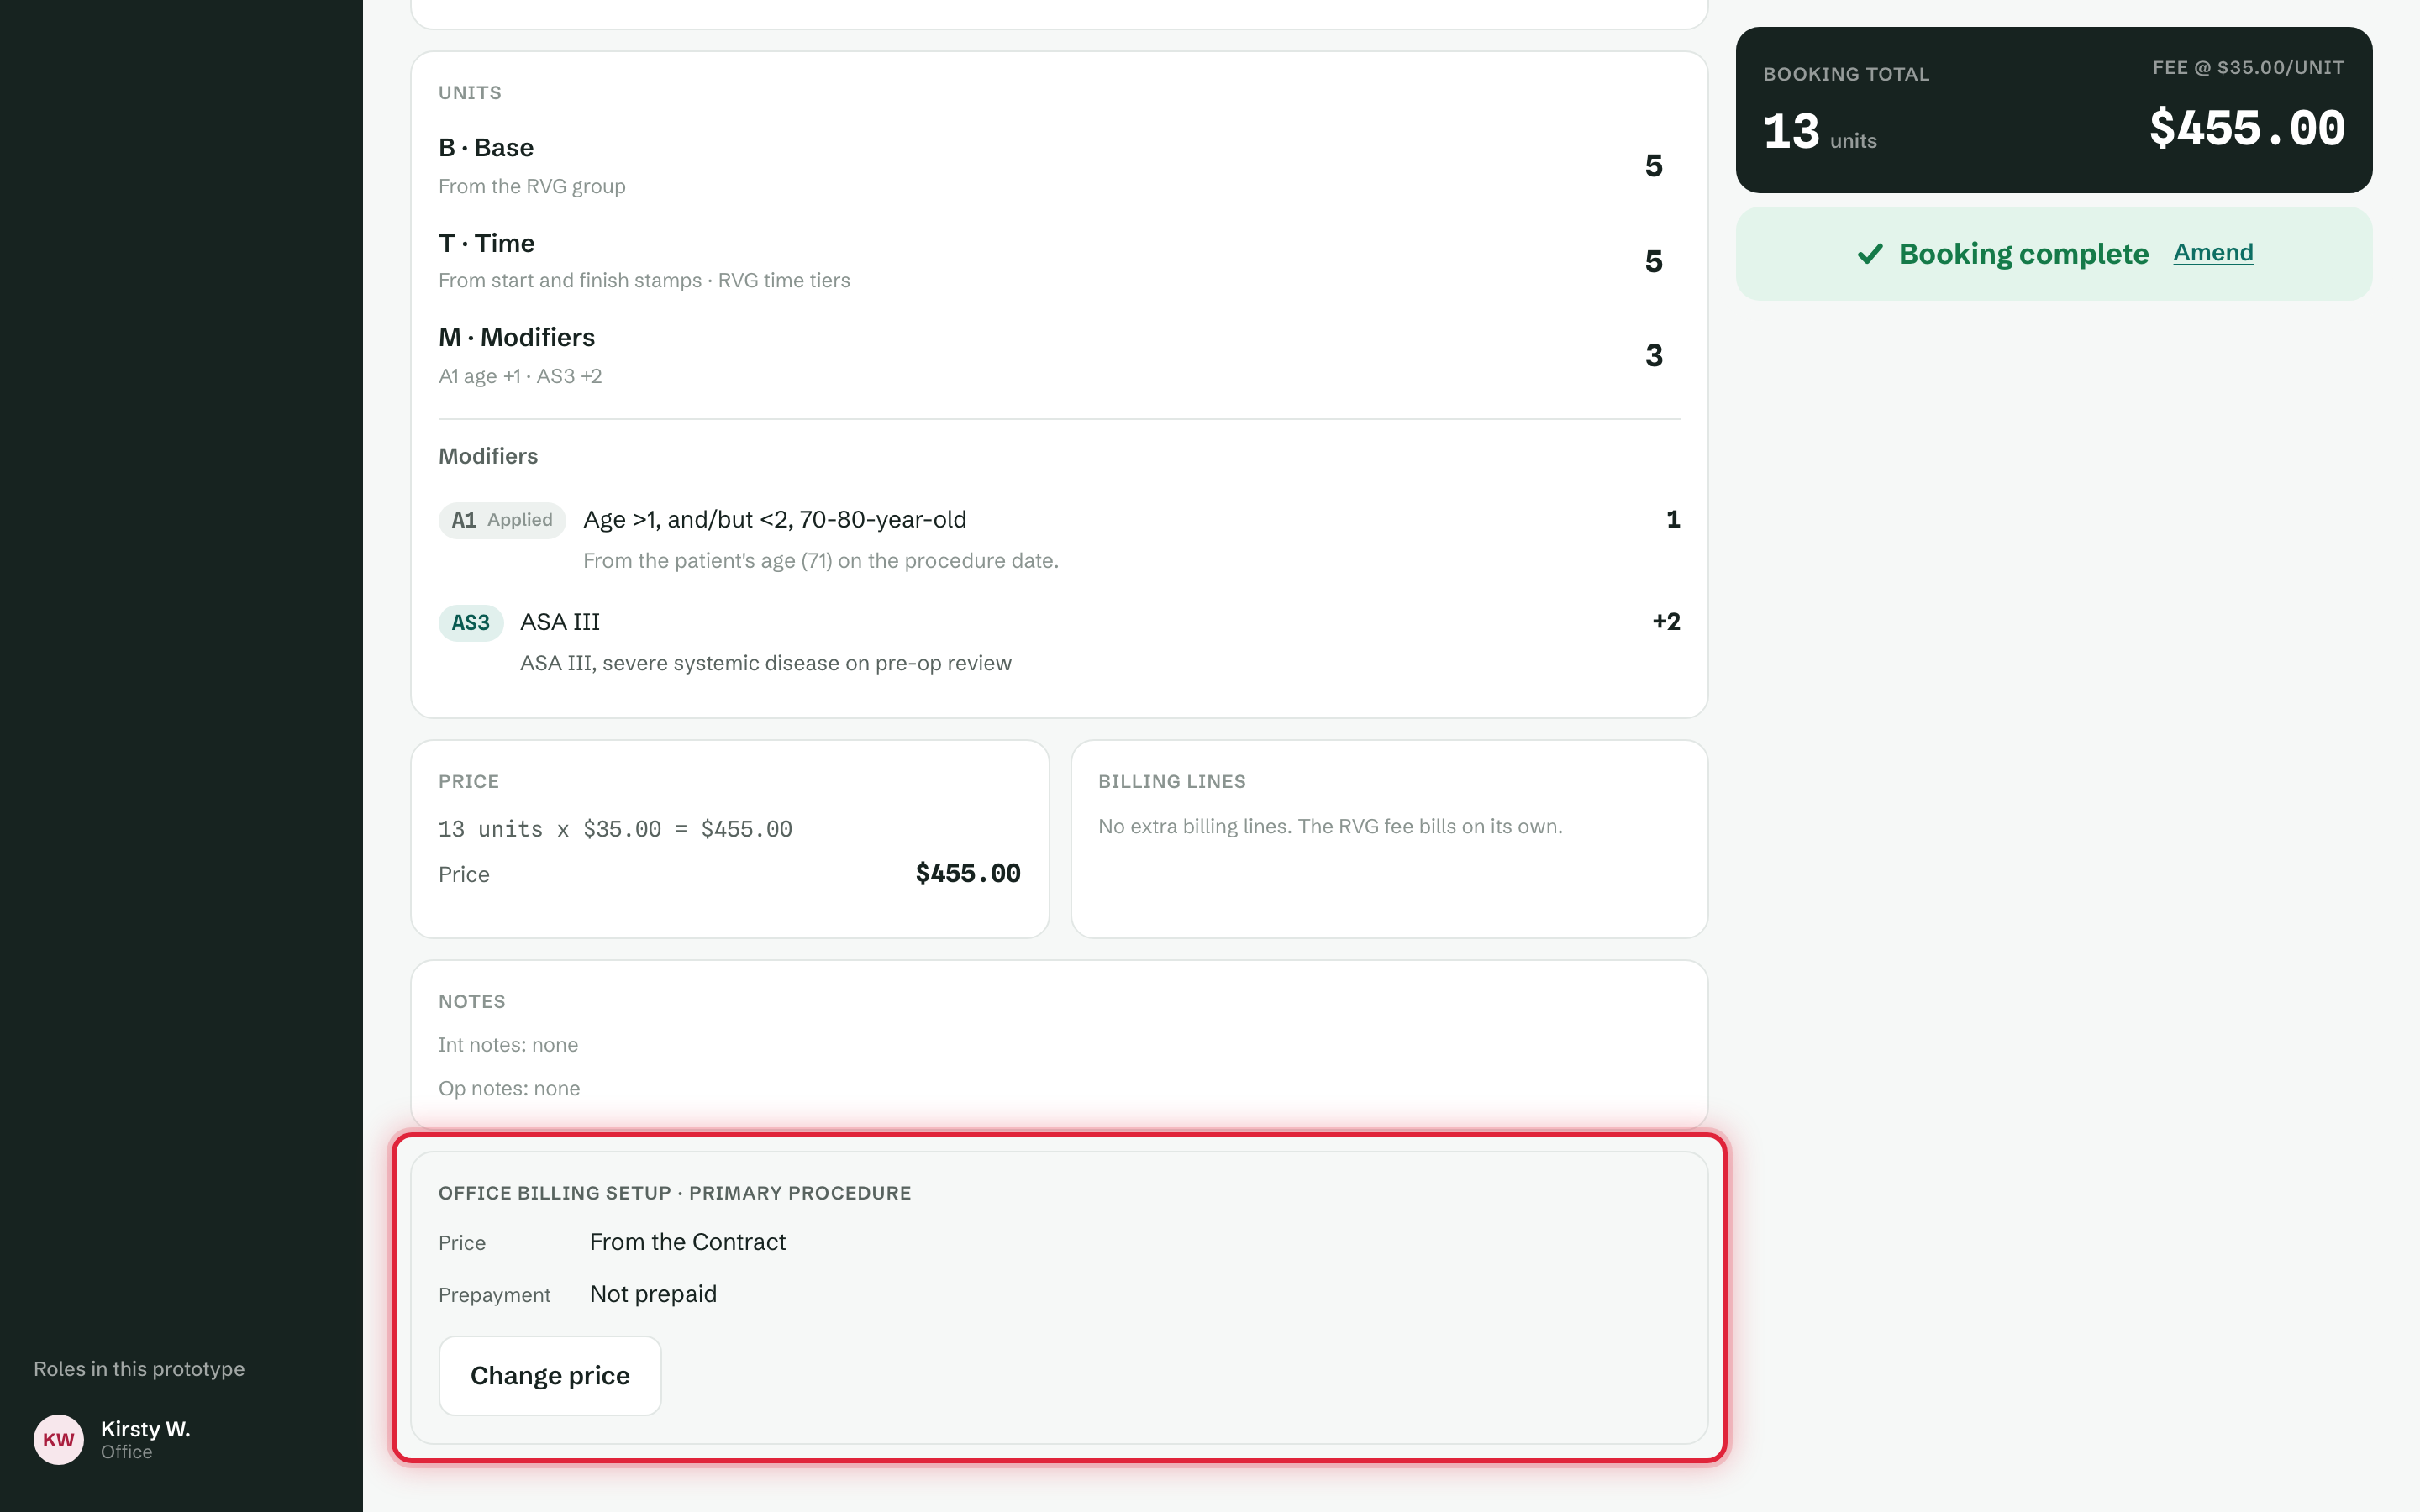 UNITS
B · Base
5
From the RVG group
T · Time
5
From start and finish stamps · RVG time tiers
M · Modifiers
3
A1 age +1 · AS3 +2
Modifiers
A1 Applied Age >1, and/but <2, 70-80-year-old 1
From the patient's age (71) on the procedure date.
AS3 ASA III +2
ASA III, severe systemic disease on pre-op review
PRICE
13 units x $35.00 = $455.00
Price $455.00
BILLING LINES
No extra billing lines. The RVG fee bills on its own.
NOTES
Int notes: none
Op notes: none
OFFICE BILLING SETUP · PRIMARY PROCEDURE
Price From the Contract
Prepayment Not prepaid
Change price
BOOKING TOTAL
13 units
FEE @ $35.00/UNIT
$455.00
✓ Booking complete Amend
Roles in this prototype
KW
Kirsty W.
Office